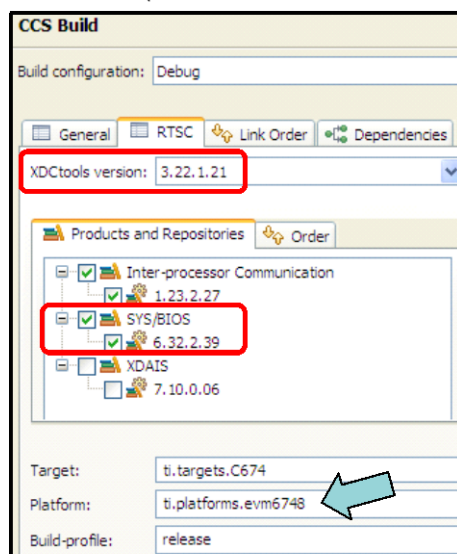 CCS Build
Build configuration: Debug
General RTSC Link Order Dependencies
XDCtools version: 3.22.1.21
Products and Repositories Order
Inter-processor Communication
1.23.2.27
SYS/BIOS
6.32.2.39
XDAIS
7.10.0.06
Target: ti.targets.C674
Platform: ti.platforms.evm6748
Build-profile: release